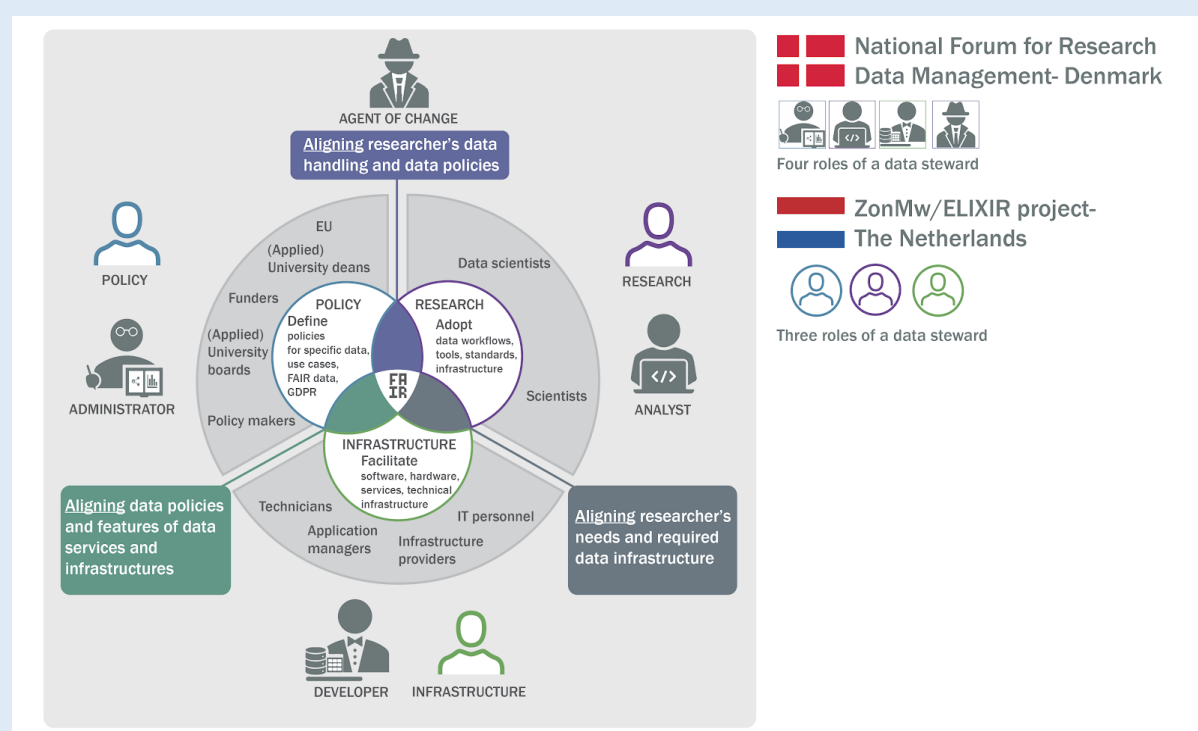 AGENT OF CHANGE
Aligning researcher's data
handling and data policies
POLICY
ADMINISTRATOR
RESEARCH
ANALYST
EU
(Applied)
University deans
Funders
(Applied)
University
boards
Policy makers
Data scientists
Scientists
POLICY
Define
policies
for specific data,
use cases,
FAIR data,
GDPR
RESEARCH
Adopt
data workflows,
tools, standards,
infrastructure
FA
IR
INFRASTRUCTURE
Facilitate
software, hardware,
services, technical
infrastructure
Technicians
Application
managers
Infrastructure
providers
IT personnel
Aligning data policies
and features of data
services and
infrastructures
Aligning researcher's
needs and required
data infrastructure
</>
DEVELOPER
INFRASTRUCTURE
National Forum for Research
Data Management- Denmark
</>
Four roles of a data steward
ZonMw/ELIXIR project-
The Netherlands
Three roles of a data steward